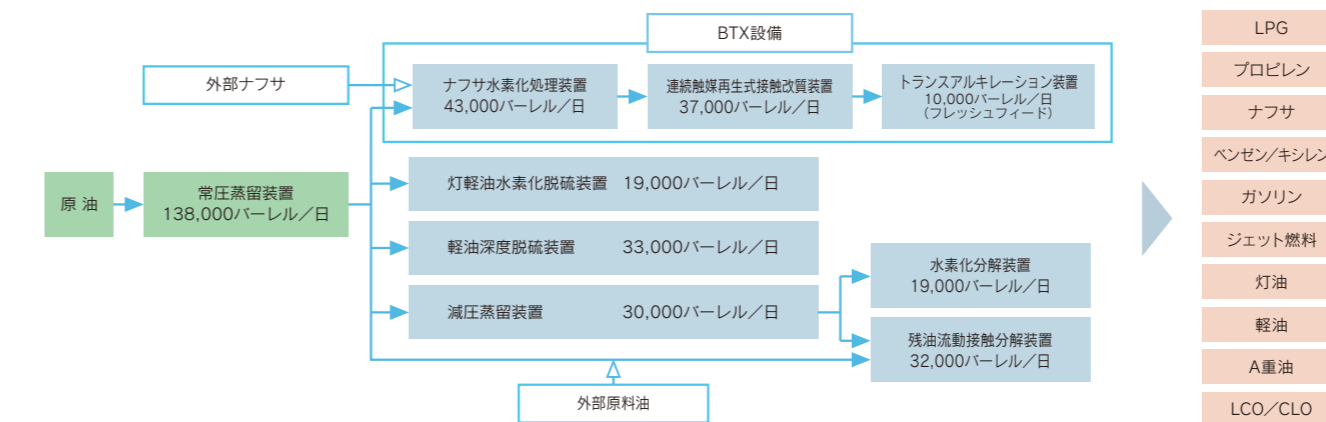 BTX設備
外部ナフサ
ナフサ水素化処理装置
43,000バーレル／日
連続触媒再生式接触改質装置
37,000バーレル／日
トランスアルキレーション装置
10,000バーレル／日
（フレッシュフィード）
原油
常圧蒸留装置
138,000バーレル／日
灯軽油水素化脱硫装置 19,000バーレル／日
軽油深度脱硫装置 33,000バーレル／日
減圧蒸留装置 30,000バーレル／日
水素化分解装置
19,000バーレル／日
残油流動接触分解装置
32,000バーレル／日
外部原料油
LPG
プロピレン
ナフサ
ベンゼン／キシレン
ガソリン
ジェット燃料
灯油
軽油
A重油
LCO／CLO